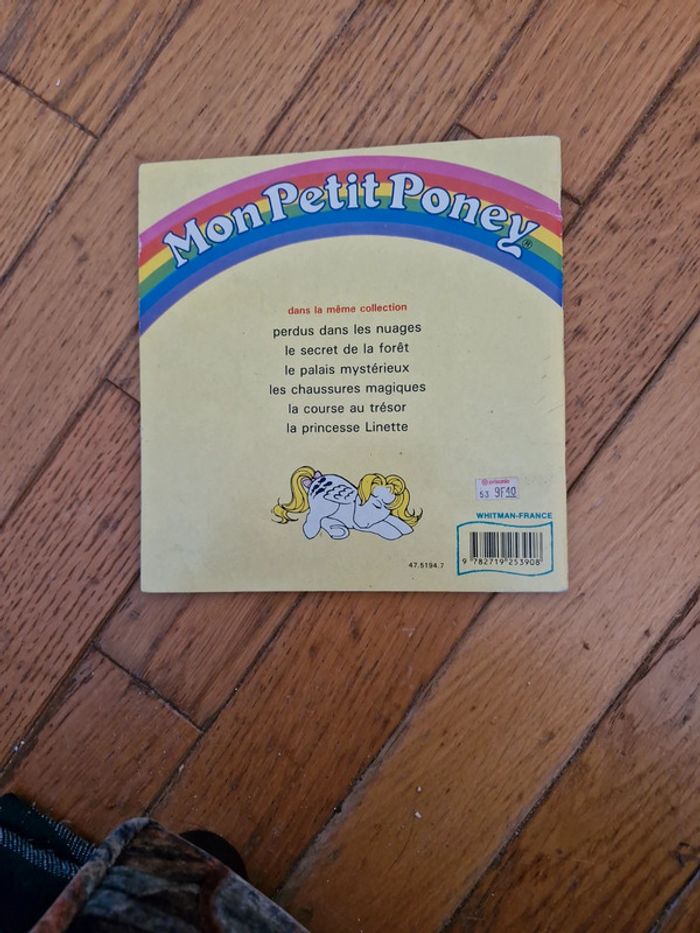 Mon Petit Poney
dans la même collection
perdus dans les nuages
le secret de la forêt
le palais mystérieux
les chaussures magiques
la course au trésor
la princesse Linette
prisunic
53 9F40
WHITMAN-FRANCE
47.5194.7
9 782719 253908